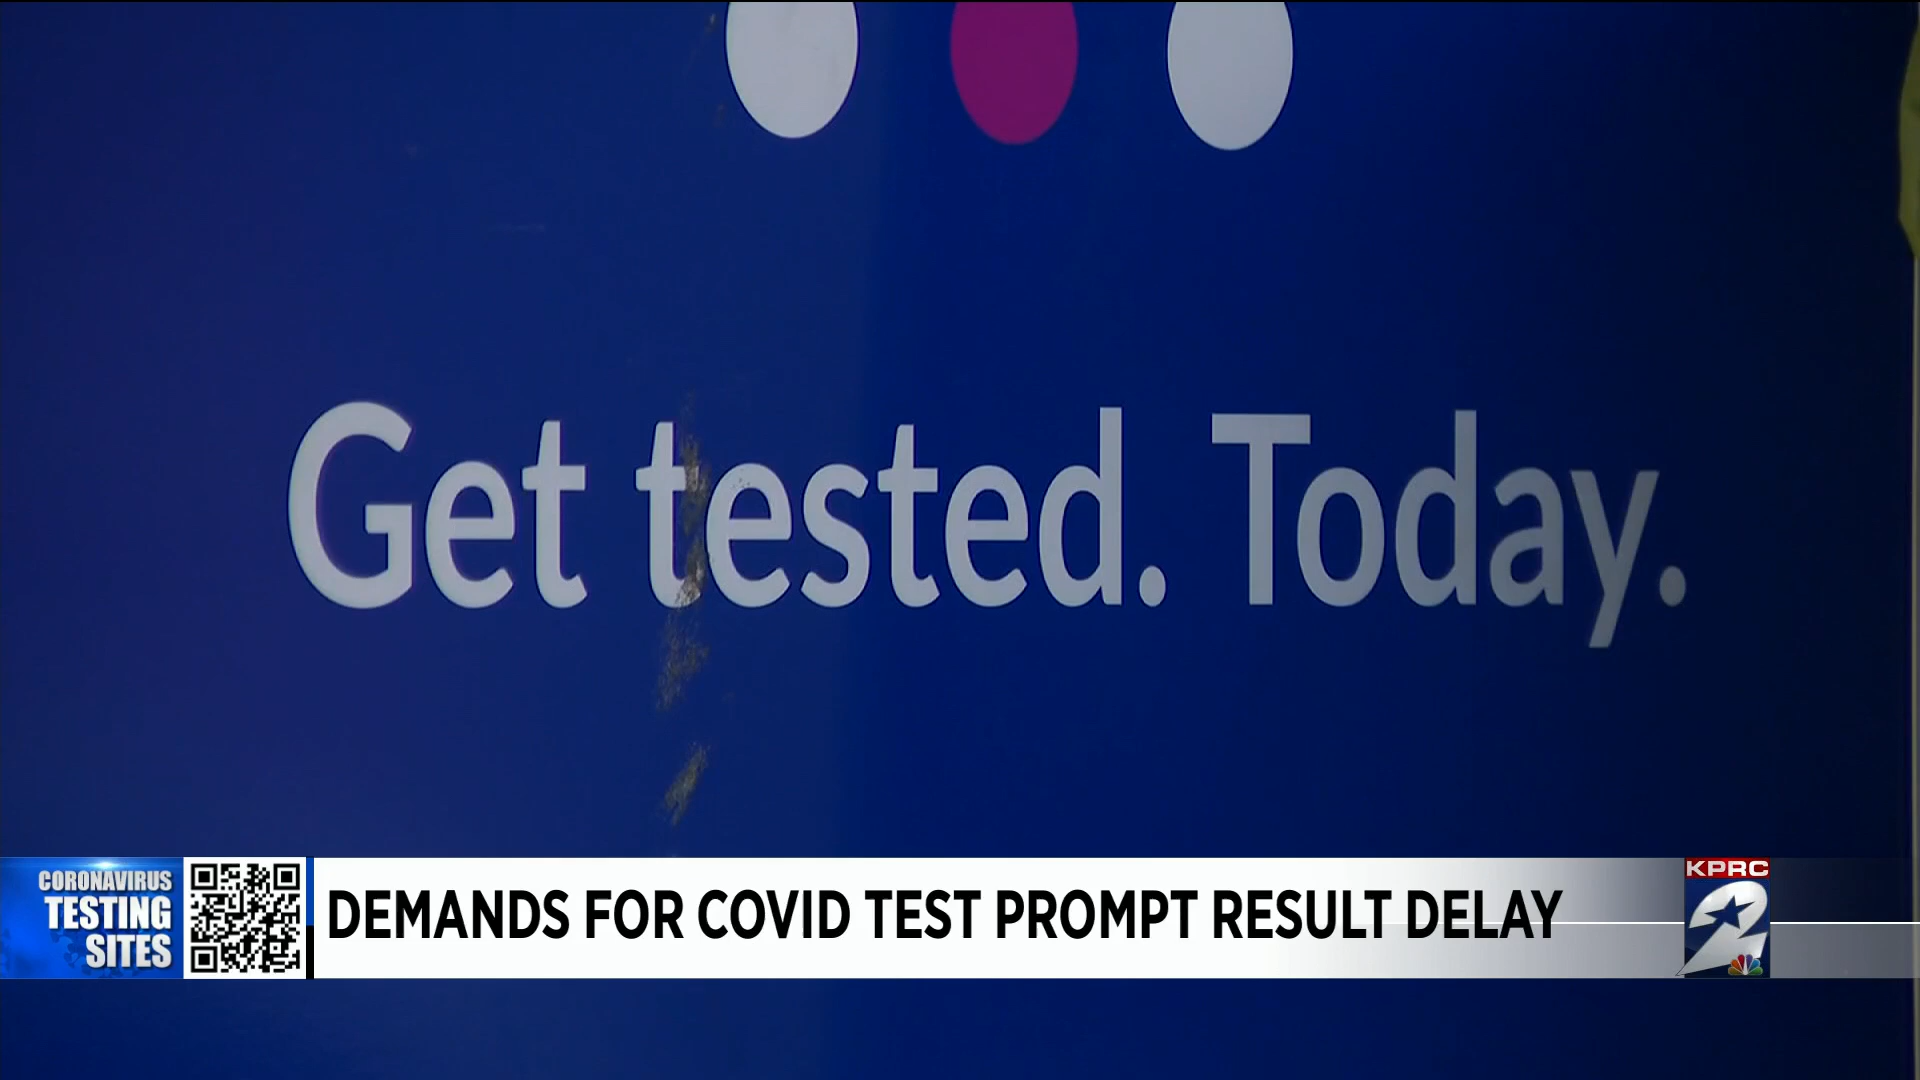 Get tested. Today.
CORONAVIRUS
TESTING
SITES
DEMANDS FOR COVID TEST PROMPT RESULT DELAY
KPRC
2